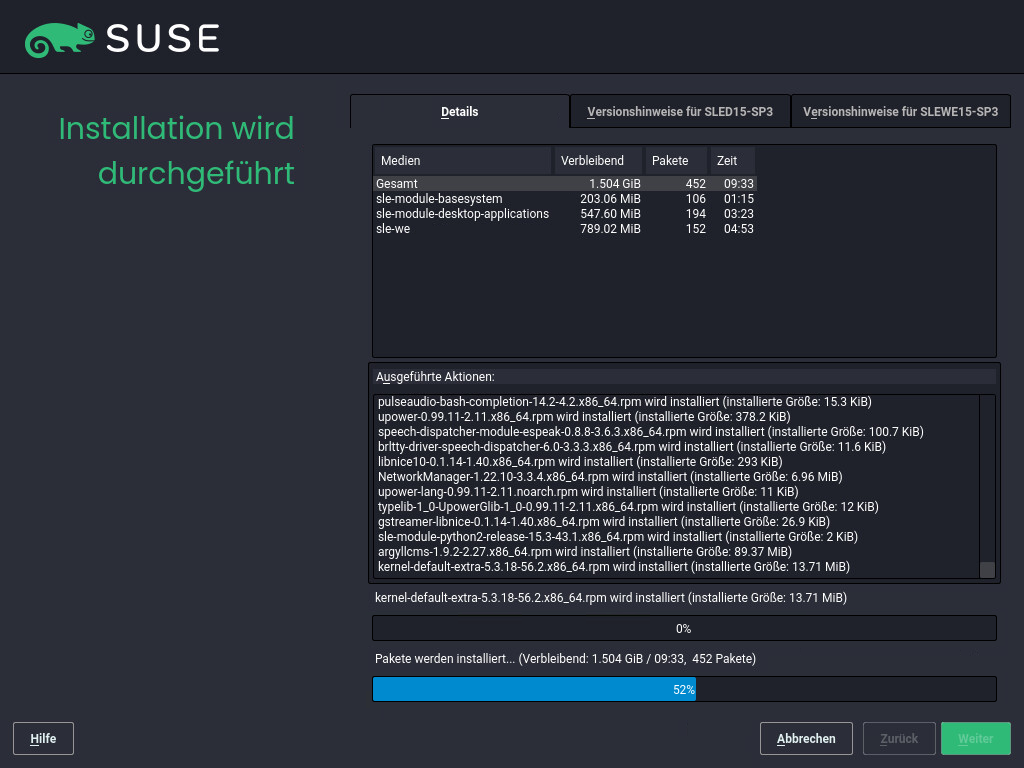 SUSE
Installation wird
durchgeführt
Details
Versionshinweise für SLED15-SP3
Versionshinweise für SLEWE15-SP3
Medien Verbleibend Pakete Zeit
Gesamt 1.504 GiB 452 09:33
sle-module-basesystem 203.06 MiB 106 01:15
sle-module-desktop-applications 547.60 MiB 194 03:23
sle-we 789.02 MiB 152 04:53
Ausgeführte Aktionen:
pulseaudio-bash-completion-14.2-4.2.x86_64.rpm wird installiert (installierte Größe: 15.3 KiB)
upower-0.99.11-2.11.x86_64.rpm wird installiert (installierte Größe: 378.2 KiB)
speech-dispatcher-module-espeak-0.8.8-3.6.3.x86_64.rpm wird installiert (installierte Größe: 100.7 KiB)
brltty-driver-speech-dispatcher-6.0-3.3.3.x86_64.rpm wird installiert (installierte Größe: 11.6 KiB)
libnice10-0.1.14-1.40.x86_64.rpm wird installiert (installierte Größe: 293 KiB)
NetworkManager-1.22.10-3.3.4.x86_64.rpm wird installiert (installierte Größe: 6.96 MiB)
upower-lang-0.99.11-2.11.noarch.rpm wird installiert (installierte Größe: 11 KiB)
typelib-1_0-UpowerGlib-1_0-0.99.11-2.11.x86_64.rpm wird installiert (installierte Größe: 12 KiB)
gstreamer-libnice-0.1.14-1.40.x86_64.rpm wird installiert (installierte Größe: 26.9 KiB)
sle-module-python2-release-15.3-43.1.x86_64.rpm wird installiert (installierte Größe: 2 KiB)
argyllcms-1.9.2-2.27.x86_64.rpm wird installiert (installierte Größe: 89.37 MiB)
kernel-default-extra-5.3.18-56.2.x86_64.rpm wird installiert (installierte Größe: 13.71 MiB)
kernel-default-extra-5.3.18-56.2.x86_64.rpm wird installiert (installierte Größe: 13.71 MiB)
0%
Pakete werden installiert... (Verbleibend: 1.504 GiB / 09:33, 452 Pakete)
52%
Hilfe
Abbrechen
Zurück
Weiter